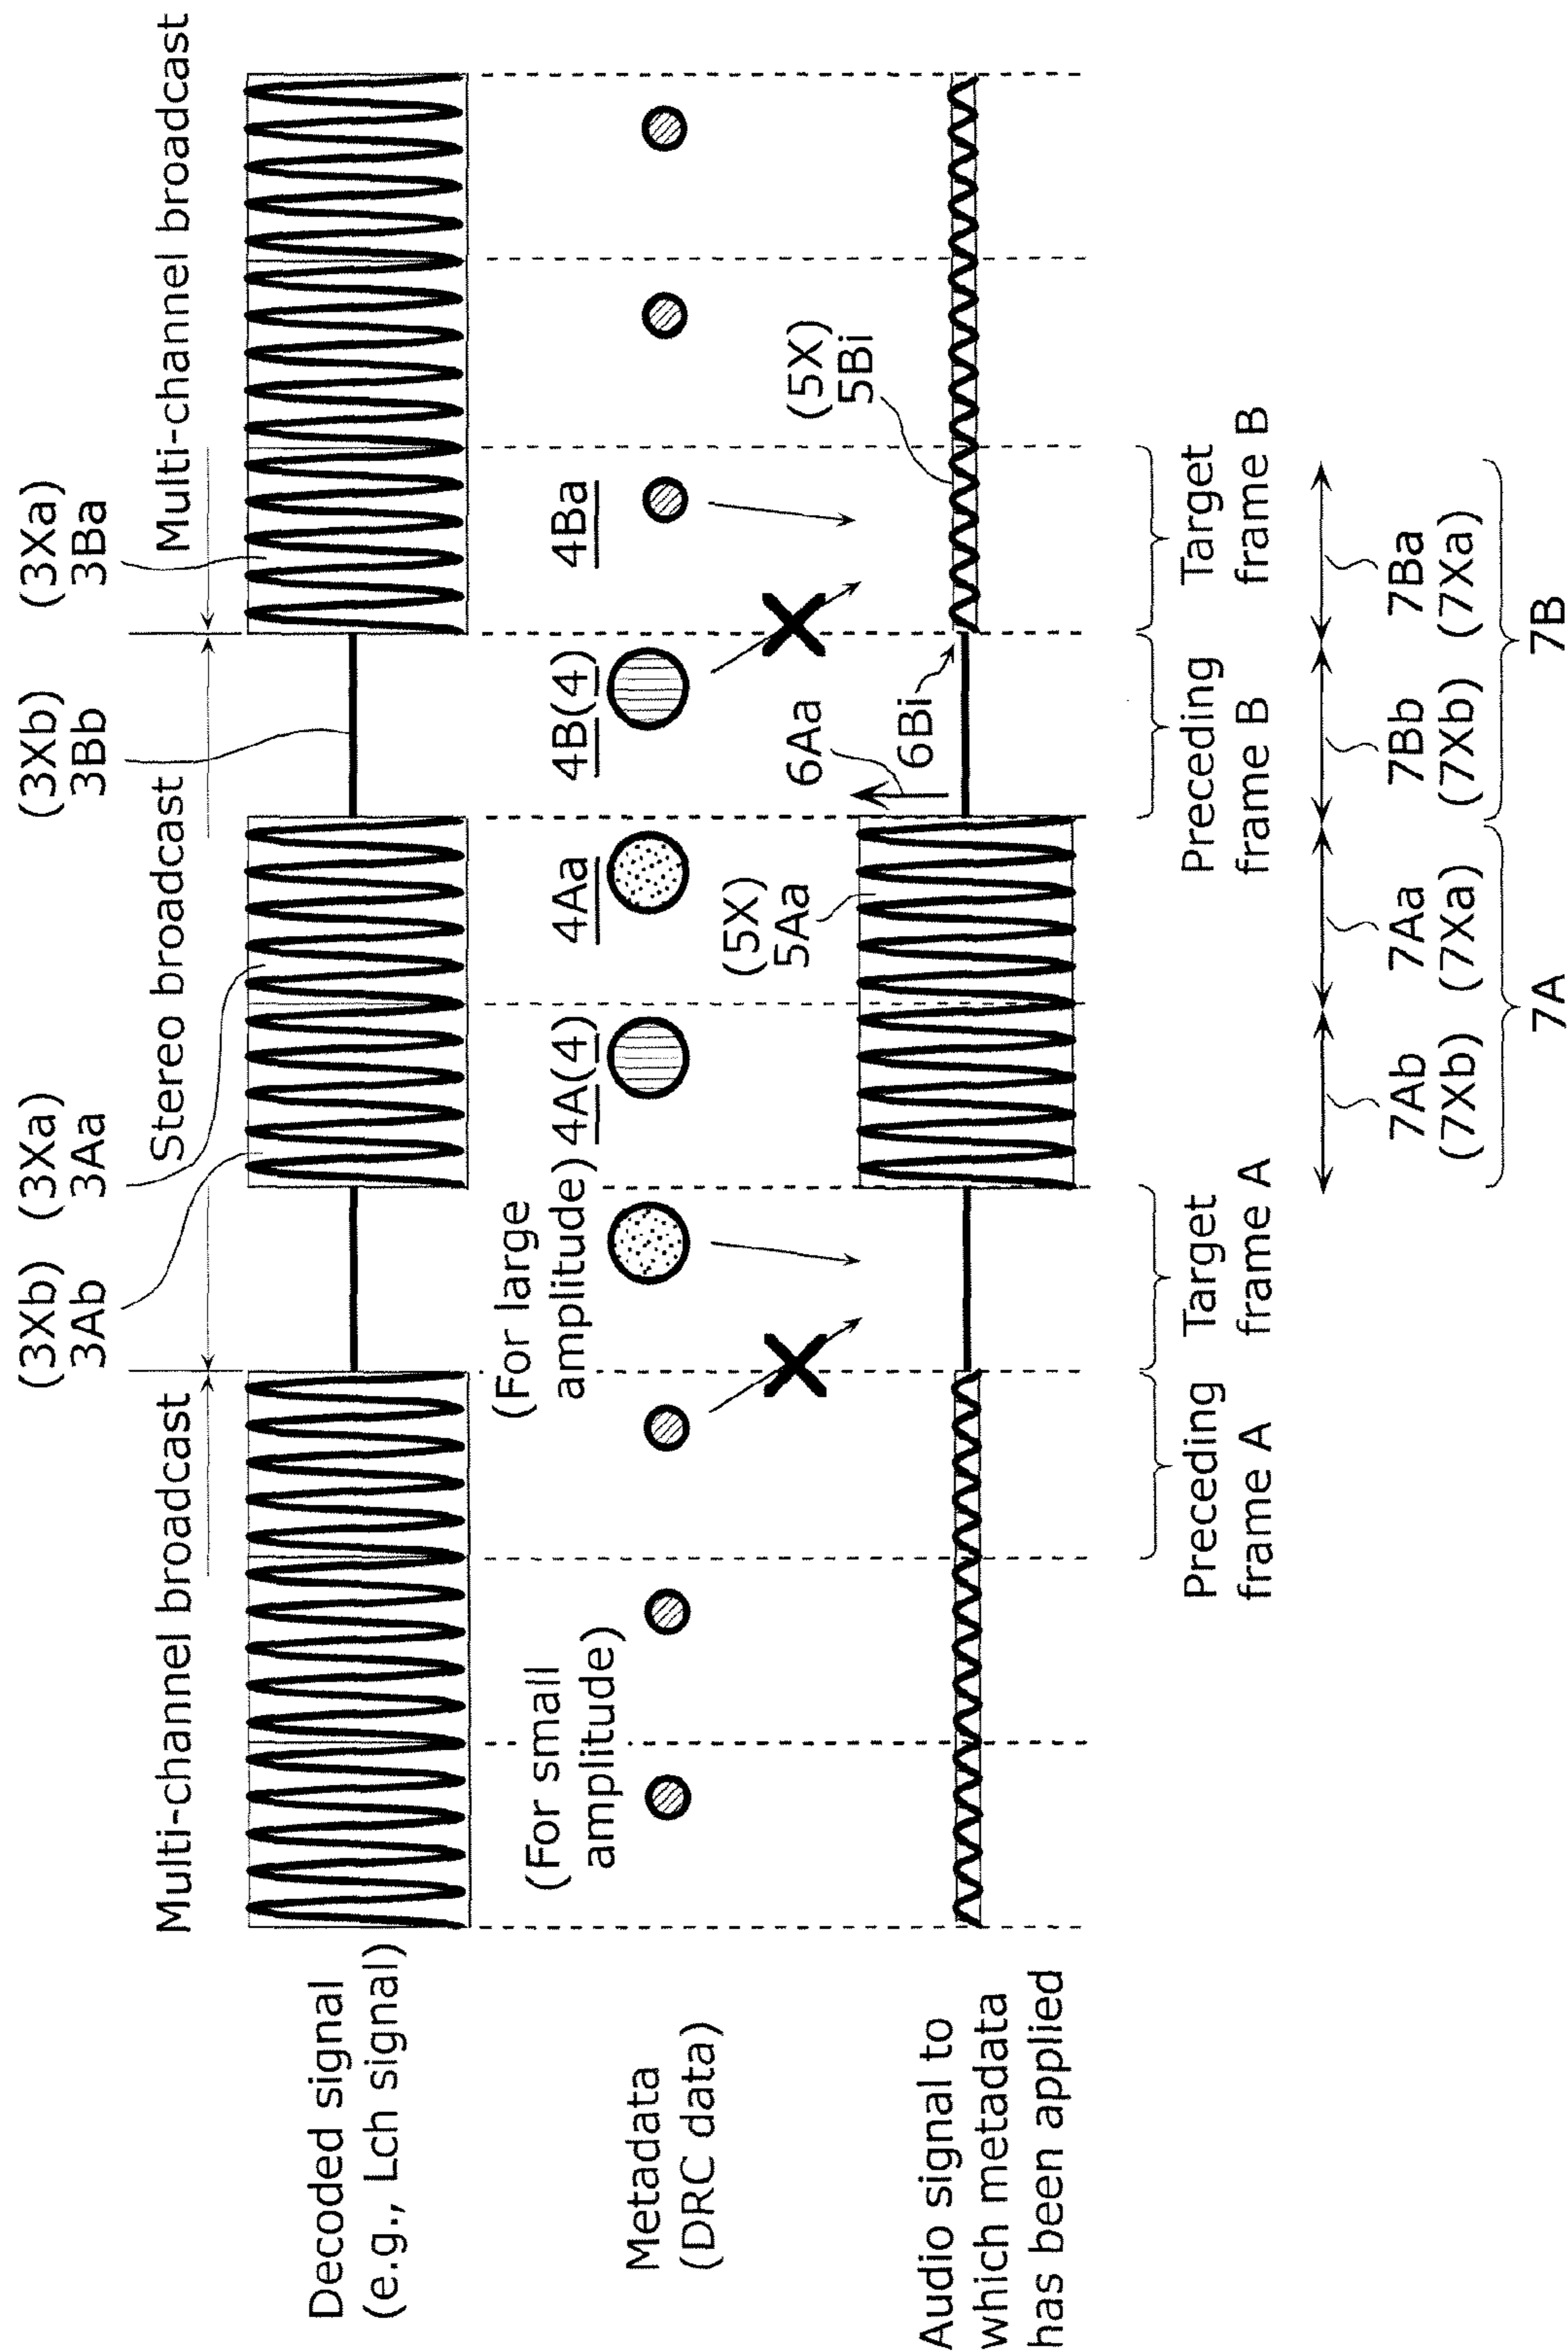 (3Xb) (3Xa)
3Ab 3Aa
(3Xb)
3Bb
(3Xa)
3Ba
Multi-channel broadcast
Stereo broadcast
Multi-channel broadcast
Decoded signal
(e.g., Lch signal)
(For small
amplitude)
(For large
amplitude)
4A(4)
4Aa
4B(4)
4Ba
Metadata
(DRC data)
(5X)
5Aa
6Aa
6Bi
(5X)
5Bi
Audio signal to
which metadata
has been applied
Preceding
frame A
Target
frame A
Preceding
frame B
Target
frame B
7Ab
(7Xb)
7Aa
(7Xa)
7Bb
(7Xb)
7Ba
(7Xa)
7A
7B